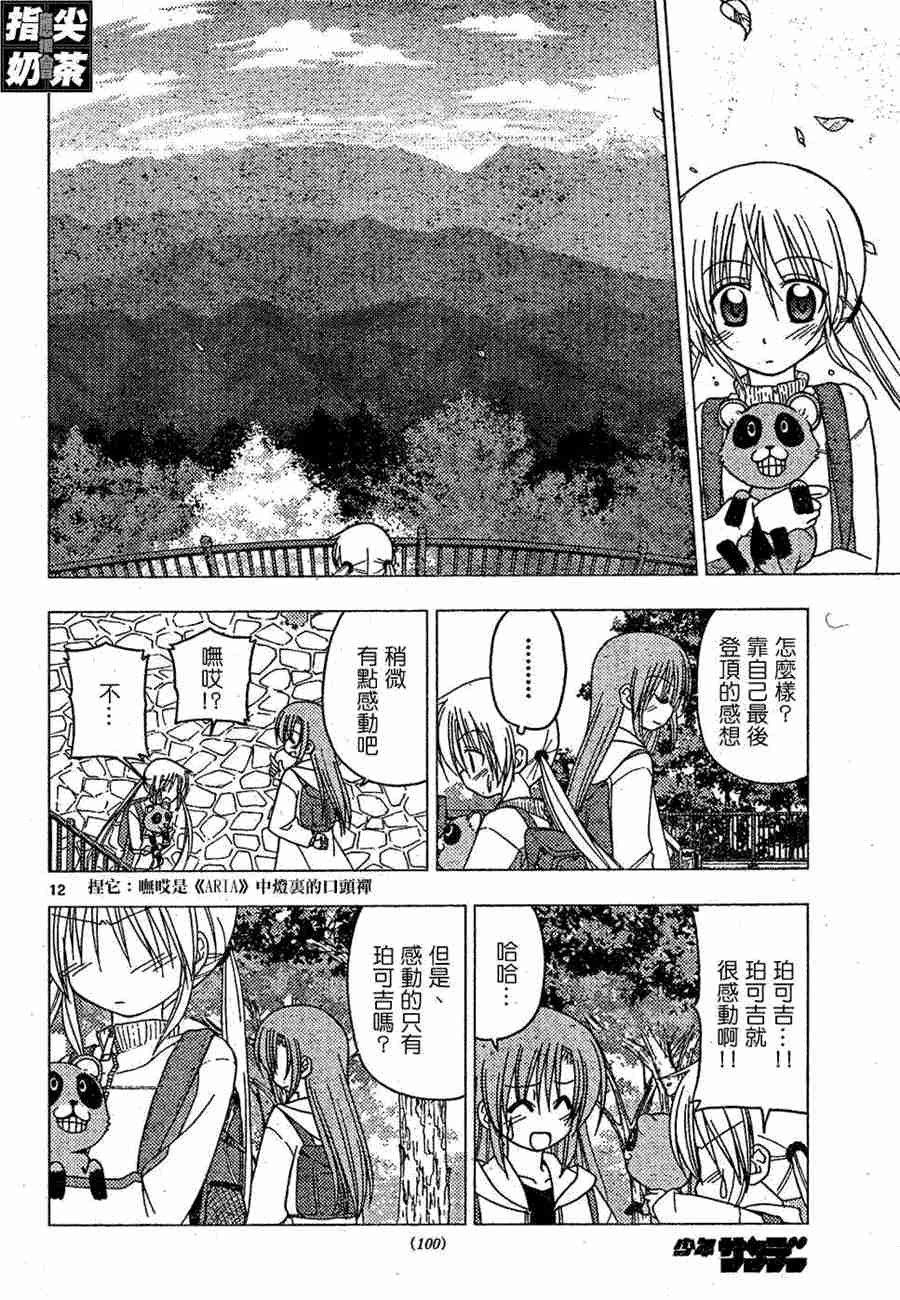 指尖
奶茶
怎麼樣？
靠自己最後
登頂的感想
………
稍微
有點感動吧
嘸哎!?
不…
12
捏它：嘸哎是《ARIA》中燈裏的口頭禪
珀可吉…!!
珀可吉就
很感動!!
哈哈…
但是、
感動的只有
珀可吉嗎？
(100)
少年サンデー